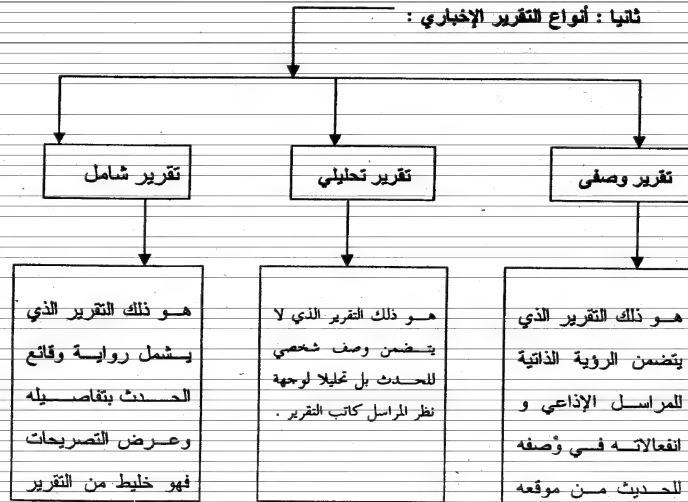 ثانيا : أنواع التقرير الإخباري :
تقرير وصفى
تقرير تحليلي
تقرير شامل
هو ذلك التقرير الذي
يتضمن الرؤية الذاتية
للمراسل الإذاعي و
انفعالاته في وصفه
للحديث من موقعه
هو ذلك التقرير الذي لا
يتضمن وصف شخصي
للحدث بل تحليلا لوجهة
نظر المراسل كاتب التقرير .
هو ذلك التقرير الذي
يشمل رواية وقائع
الحدث بتفاصيله
وعرض التصريحات
فهو خليط من التقرير